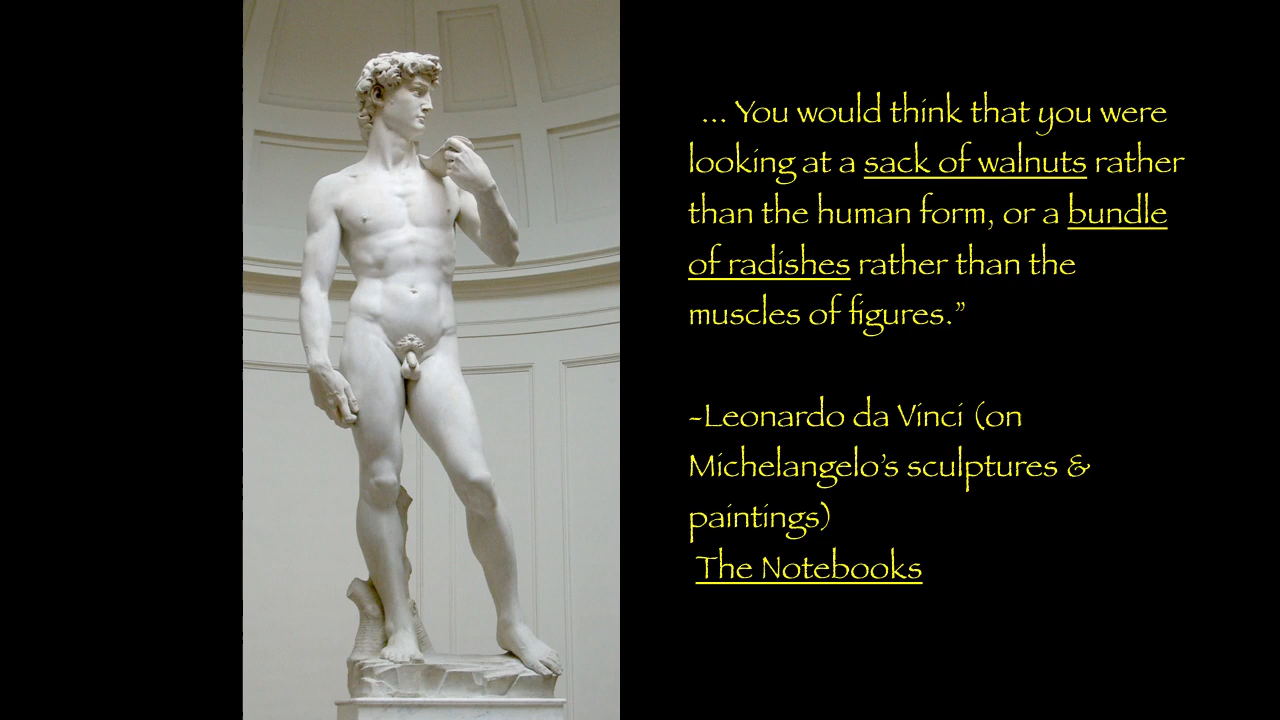 ... You would think that you were
looking at a sack of walnuts rather
than the human form, or a bundle
of radishes rather than the
muscles of figures.”
-Leonardo da Vinci (on
Michelangelo’s sculptures &
paintings)
The Notebooks